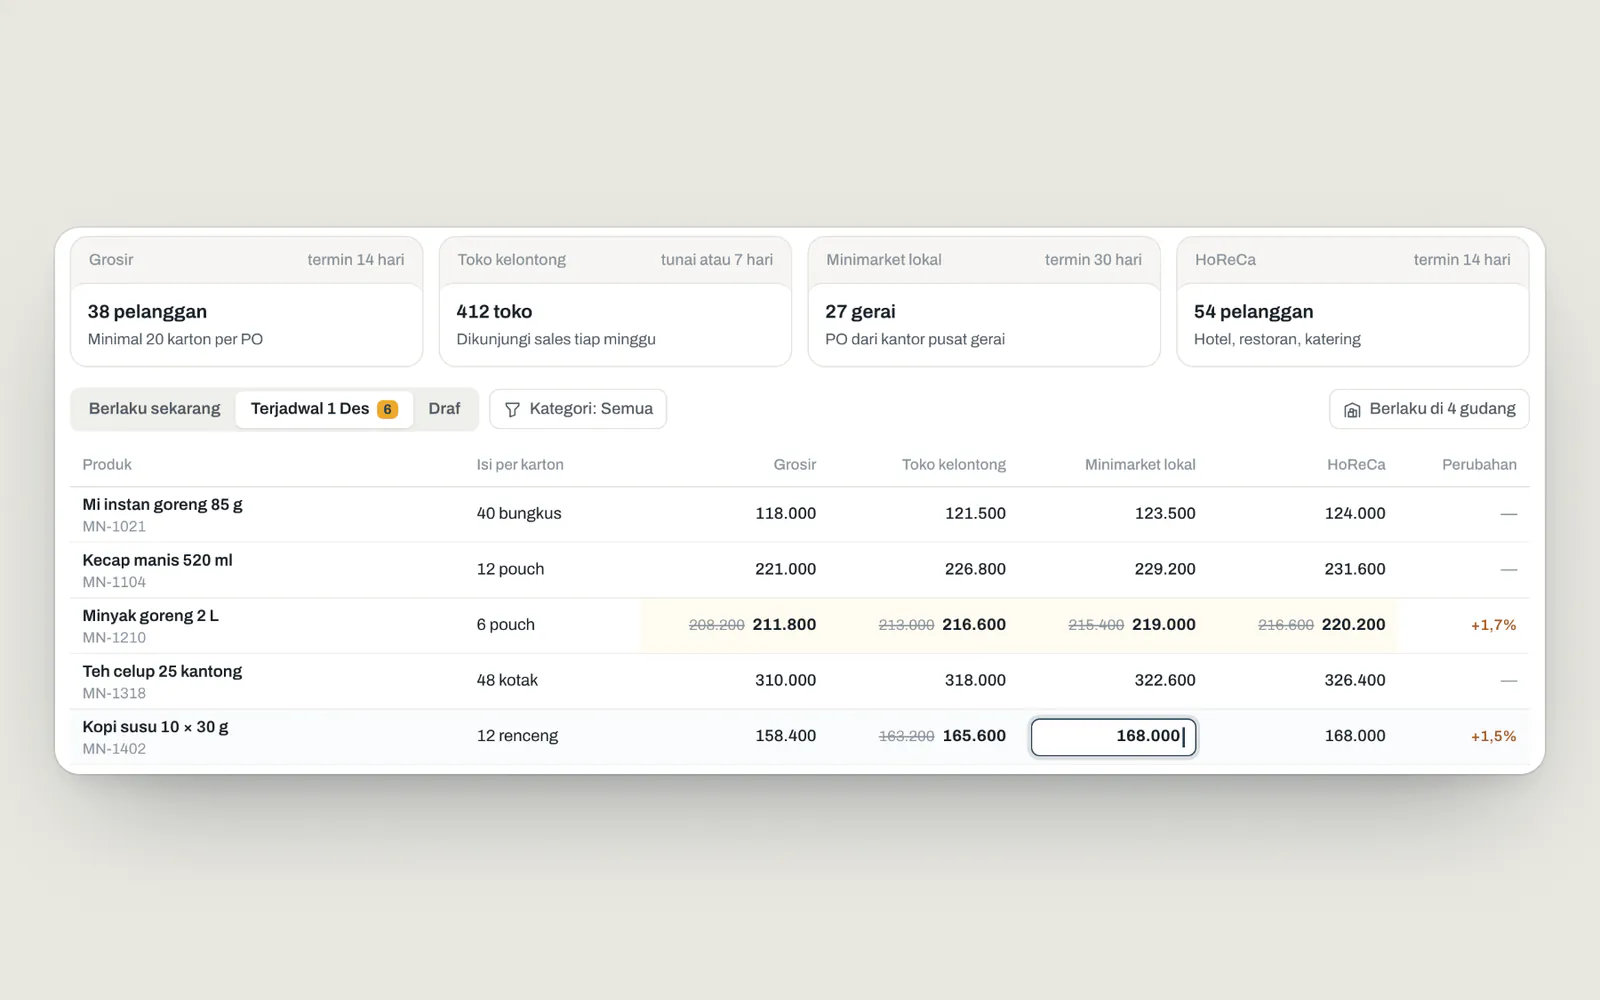 Grosir termin 14 hari
38 pelanggan
Minimal 20 karton per PO
Toko kelontong tunai atau 7 hari
412 toko
Dikunjungi sales tiap minggu
Minimarket lokal termin 30 hari
27 gerai
PO dari kantor pusat gerai
HoReCa termin 14 hari
54 pelanggan
Hotel, restoran, katering
Berlaku sekarang Terjadwal 1 Des 6 Draf Kategori: Semua Berlaku di 4 gudang
Produk Isi per karton Grosir Toko kelontong Minimarket lokal HoReCa Perubahan
Mi instan goreng 85 g
MN-1021
40 bungkus 118.000 121.500 123.500 124.000 —
Kecap manis 520 ml
MN-1104
12 pouch 221.000 226.800 229.200 231.600 —
Minyak goreng 2 L
MN-1210
6 pouch 208.200 211.800 213.000 216.600 215.400 219.000 216.600 220.200 +1,7%
Teh celup 25 kantong
MN-1318
48 kotak 310.000 318.000 322.600 326.400 —
Kopi susu 10 × 30 g
MN-1402
12 renceng 158.400 163.200 165.600 168.000 168.000 +1,5%